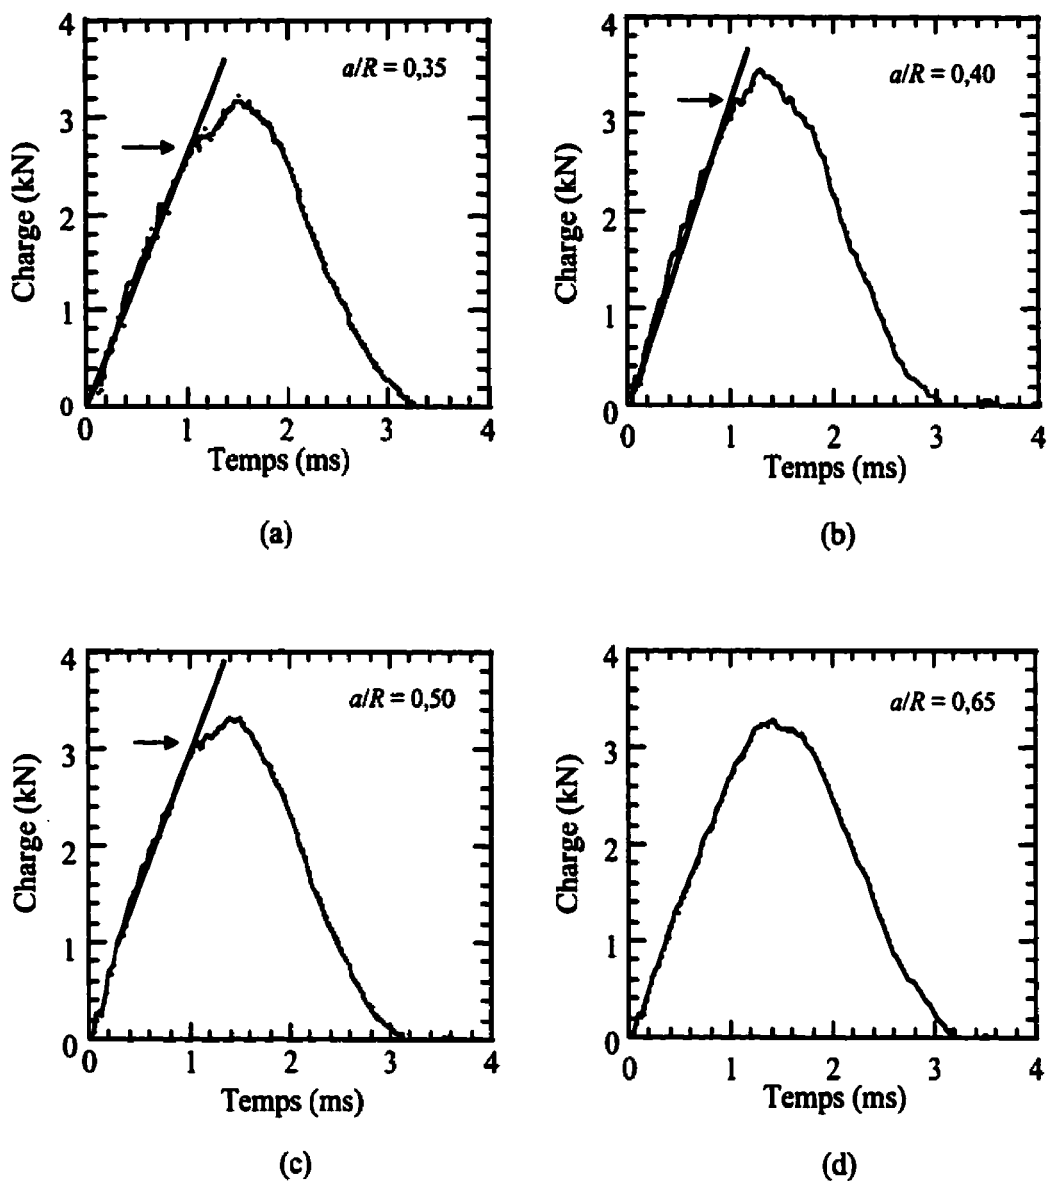 4
3
2
1
0
Charge (kN)
a/R = 0,35
0 1 2 3 4
Temps (ms)
(a)
4
3
2
1
0
Charge (kN)
a/R = 0,40
0 1 2 3 4
Temps (ms)
(b)
4
3
2
1
0
Charge (kN)
a/R = 0,50
0 1 2 3 4
Temps (ms)
(c)
4
3
2
1
0
Charge (kN)
a/R = 0,65
0 1 2 3 4
Temps (ms)
(d)